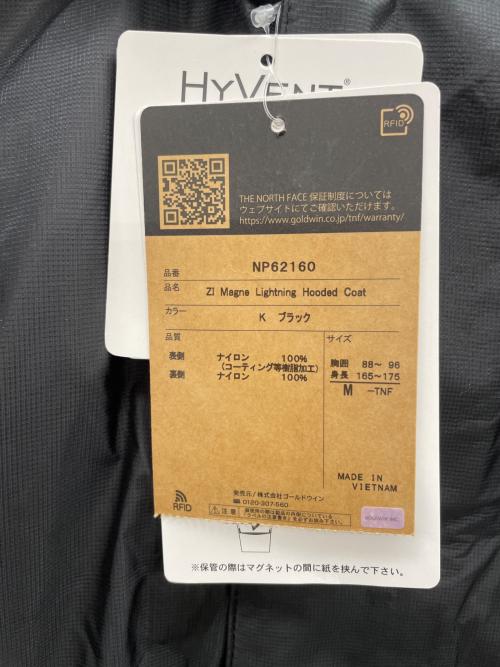 HYVENT®
RFID
THE NORTH FACE 保証制度については
ウェブサイトにてご確認いただけます。
https://www.goldwin.co.jp/tnf/warranty/
品番 NP62160
品名 ZI Magne Lightning Hooded Coat
カラー K ブラック
品質
表側 ナイロン 100%
(コーティング等樹脂加工)
裏側 ナイロン 100%
サイズ
胸囲 88～ 96
身長 165～175
M -TNF
MADE IN
VIETNAM
RFID
発売元/株式会社ゴールドウイン
0120-307-560
注意
GOLDWIN INC.
※保管の際はマグネットの間に紙を挟んで下さい。